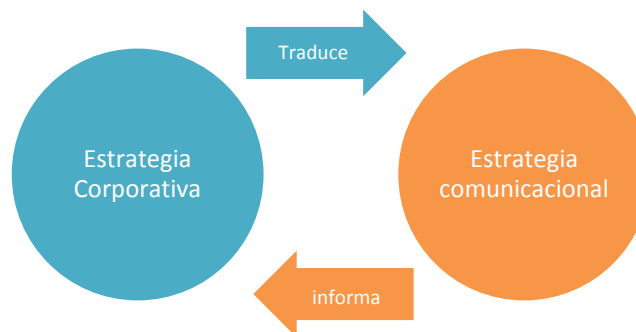 Traduce
Estrategia
Corporativa
Estrategia
comunicacional
informa